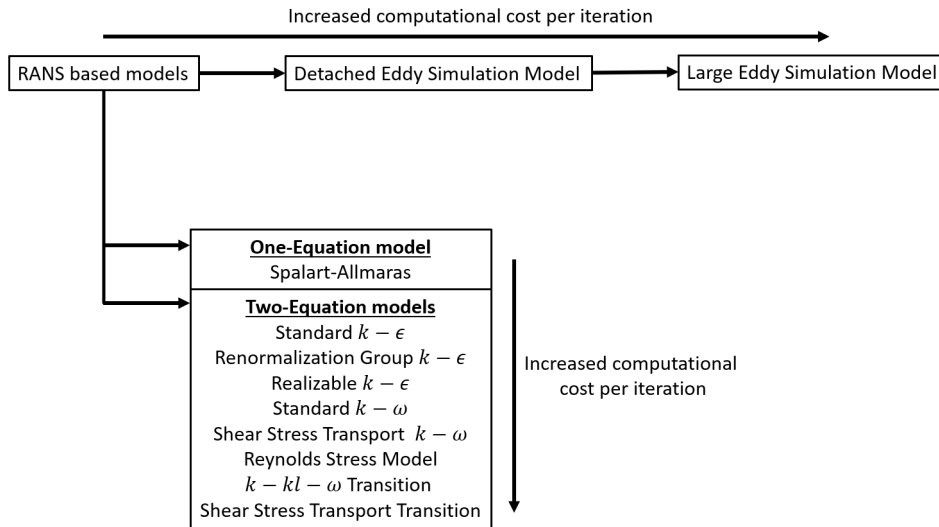 Increased computational cost per iteration
RANS based models
Detached Eddy Simulation Model
Large Eddy Simulation Model
One-Equation model
Spalart-Allmaras
Two-Equation models
Standard k − ϵ
Renormalization Group k − ϵ
Realizable k − ϵ
Standard k − ω
Shear Stress Transport k − ω
Reynolds Stress Model
k − kl − ω Transition
Shear Stress Transport Transition
Increased computational
cost per iteration